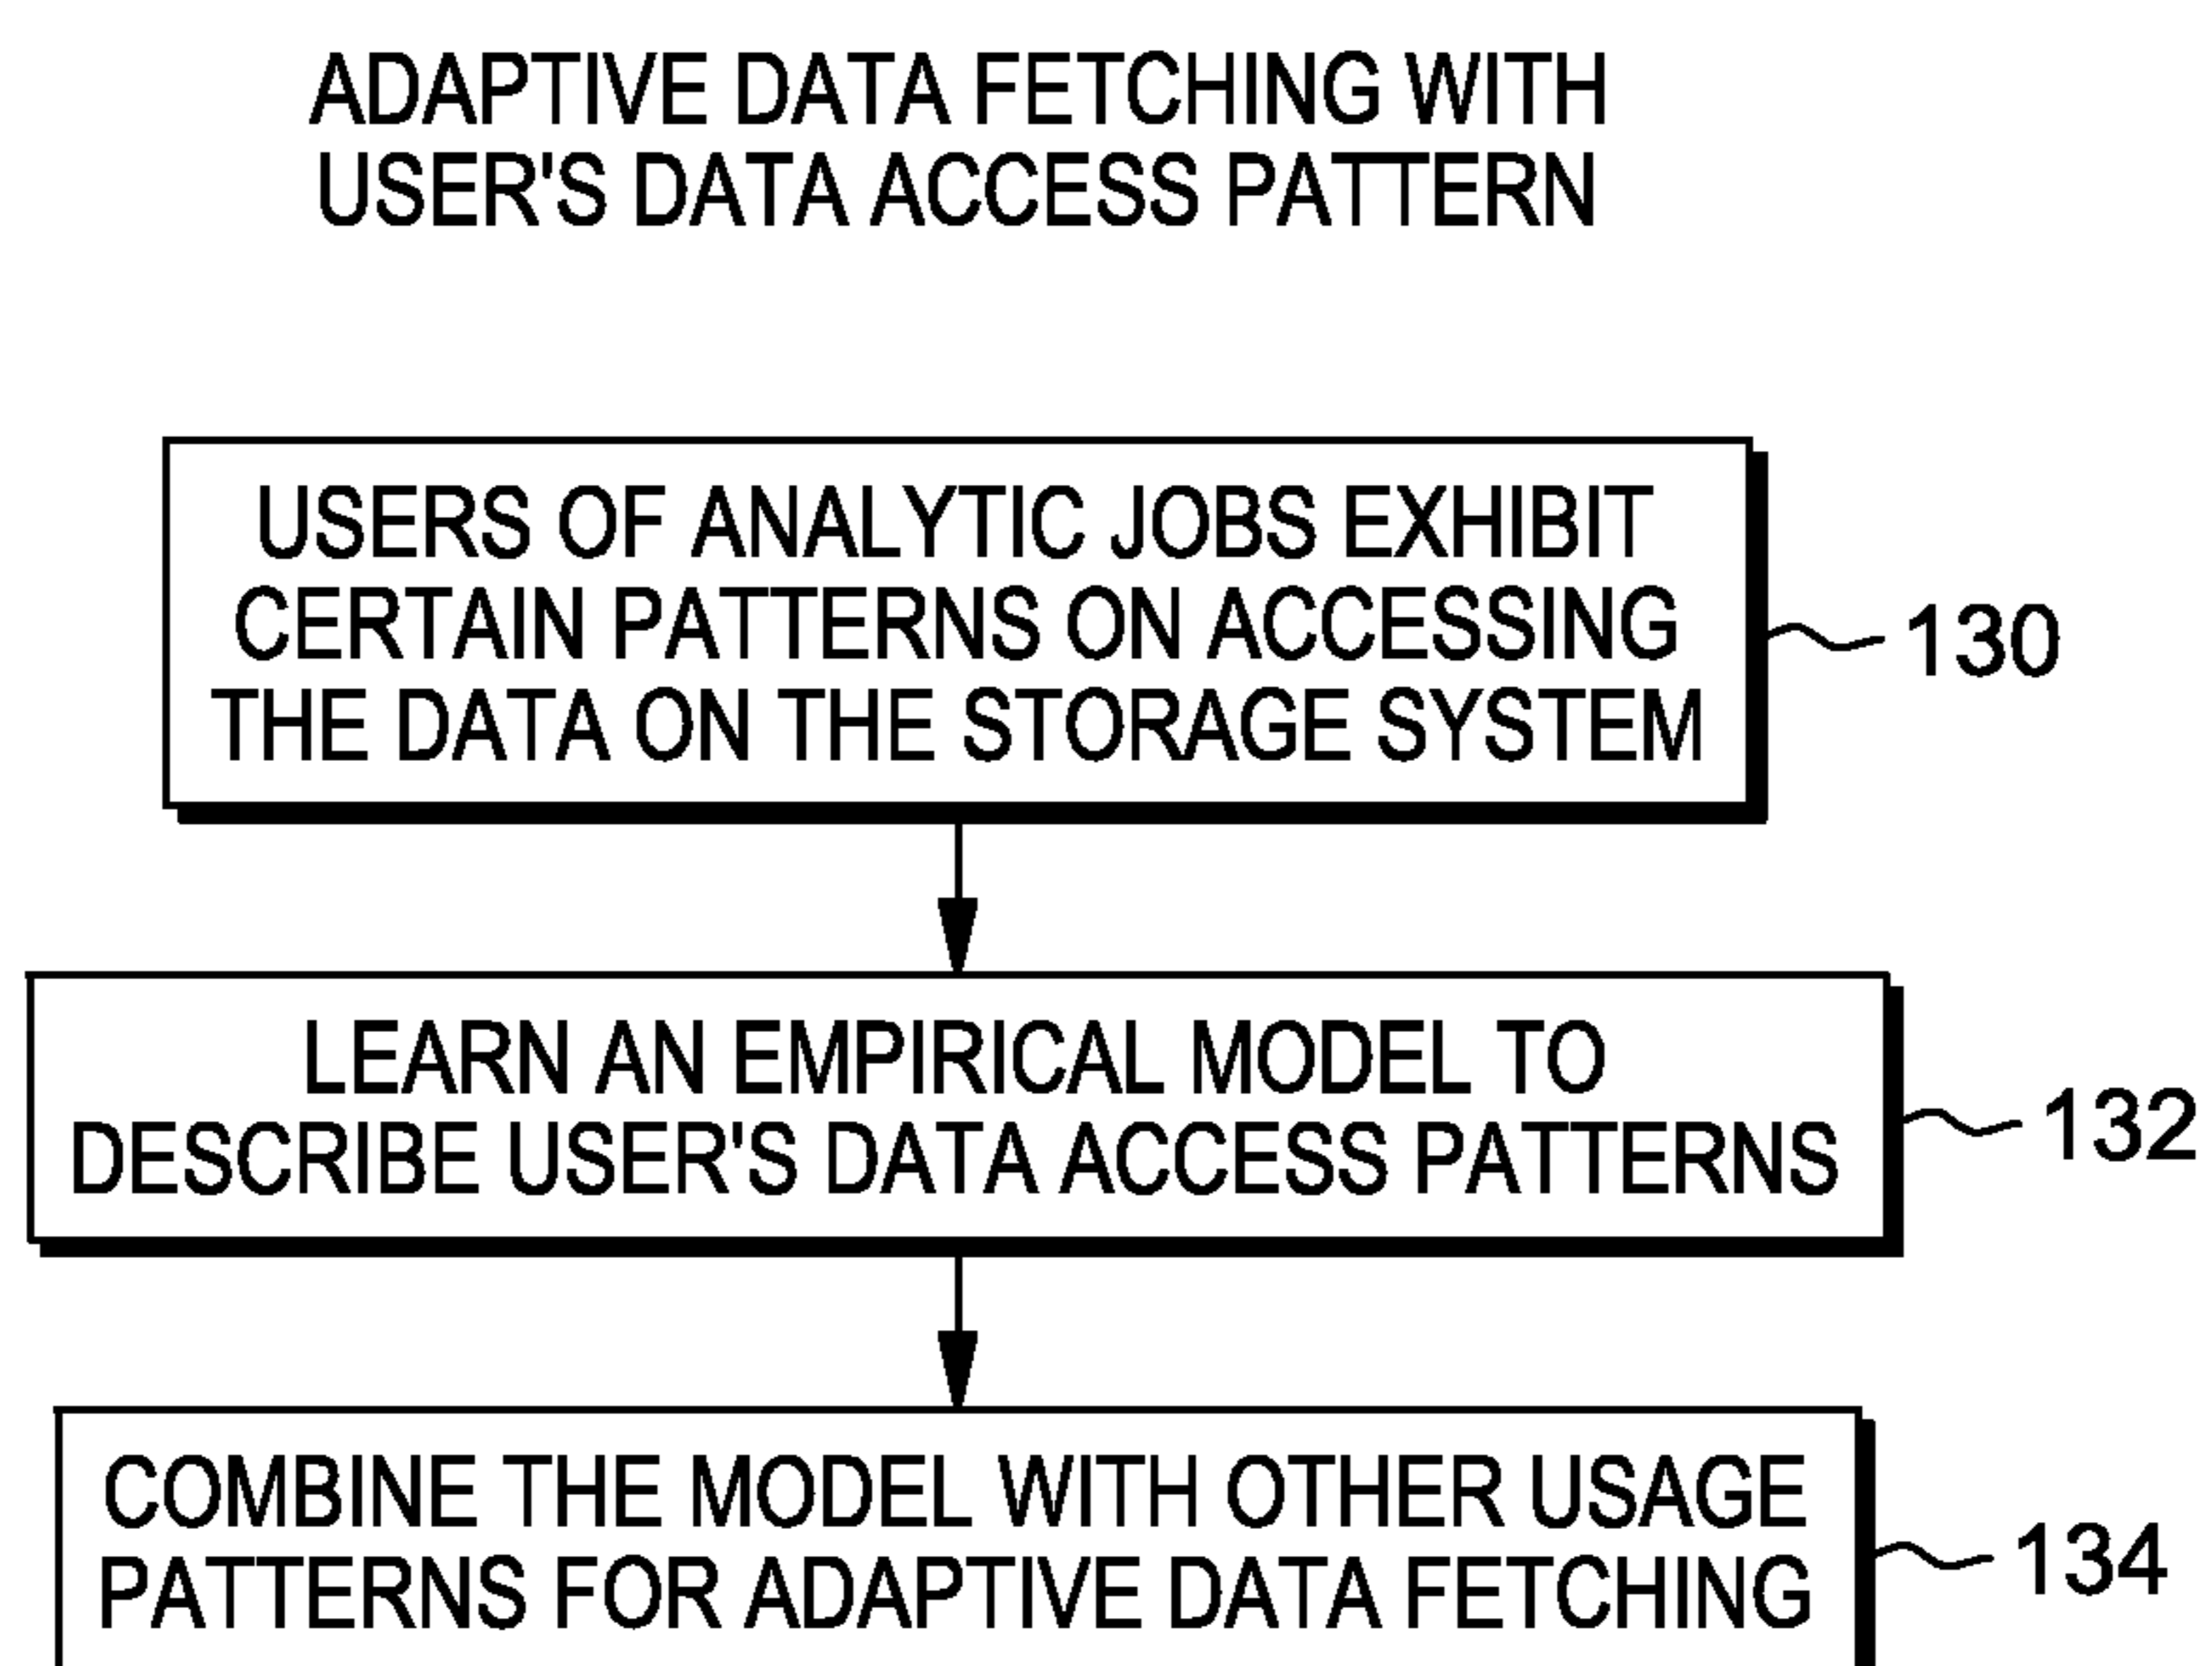 ADAPTIVE DATA FETCHING WITH
USER'S DATA ACCESS PATTERN
USERS OF ANALYTIC JOBS EXHIBIT
CERTAIN PATTERNS ON ACCESSING
THE DATA ON THE STORAGE SYSTEM
130
LEARN AN EMPIRICAL MODEL TO
DESCRIBE USER'S DATA ACCESS PATTERNS
132
COMBINE THE MODEL WITH OTHER USAGE
PATTERNS FOR ADAPTIVE DATA FETCHING
134